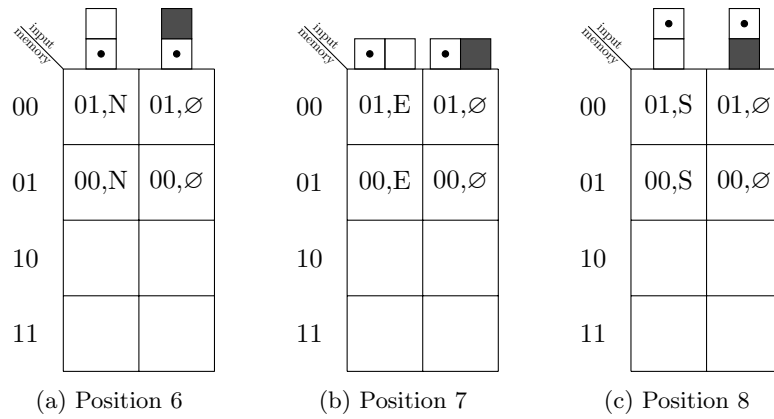 input memory input memory input memory
00 01,N 01,∅ 00 01,E 01,∅ 00 01,S 01,∅
01 00,N 00,∅ 01 00,E 00,∅ 01 00,S 00,∅
10 10 10
11 11 11
(a) Position 6 (b) Position 7 (c) Position 8